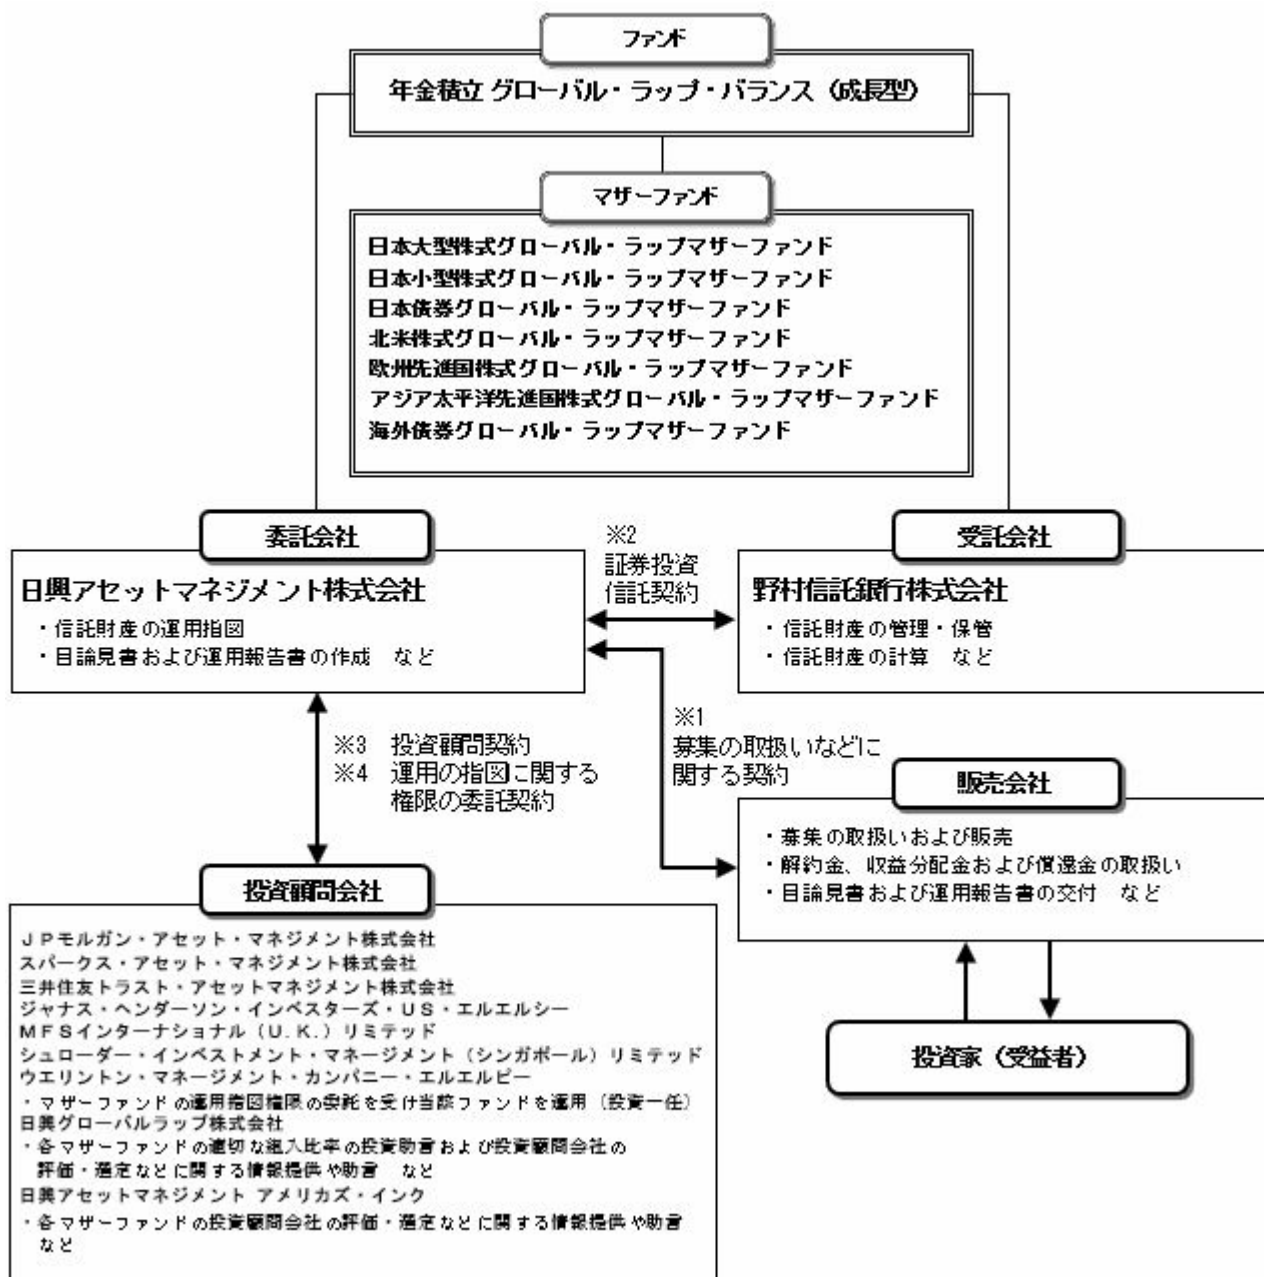 ファンド
年金積立 グローバル・ラップ・バランス（成長型）
マザーファンド
日本大型株式グローバル・ラップマザーファンド
日本小型株式グローバル・ラップマザーファンド
日本債券グローバル・ラップマザーファンド
北米株式グローバル・ラップマザーファンド
欧州先進国株式グローバル・ラップマザーファンド
アジア太平洋先進国株式グローバル・ラップマザーファンド
海外債券グローバル・ラップマザーファンド
委託会社
日興アセットマネジメント株式会社
・信託財産の運用指図
・目論見書および運用報告書の作成　など
※2
証券投資
信託契約
受託会社
野村信託銀行株式会社
・信託財産の管理・保管
・信託財産の計算　など
※3　投資顧問契約
※4　運用の指図に関する
権限の委託契約
※1
募集の取扱いなどに
関する契約
販売会社
・募集の取扱いおよび販売
・解約金、収益分配金および償還金の取扱い
・目論見書および運用報告書の交付　など
投資顧問会社
ＪＰモルガン・アセット・マネジメント株式会社
スパークス・アセット・マネジメント株式会社
三井住友トラスト・アセットマネジメント株式会社
ジャナス・ヘンダーソン・インベスターズ・ＵＳ・エルエルシー
ＭＦＳインターナショナル（Ｕ．Ｋ．）リミテッド
シュローダー・インベストメント・マネージメント（シンガポール）リミテッド
ウエリントン・マネージメント・カンパニー・エルエルピー
・マザーファンドの運用指図権限の委託を受け当該ファンドを運用（投資一任）
日興グローバルラップ株式会社
・各マザーファンドの適切な組入比率の投資助言および投資顧問会社の
評価・選定などに関する情報提供や助言　など
日興アセットマネジメント アメリカズ・インク
・各マザーファンドの投資顧問会社の評価・選定などに関する情報提供や助言
など
投資家（受益者）